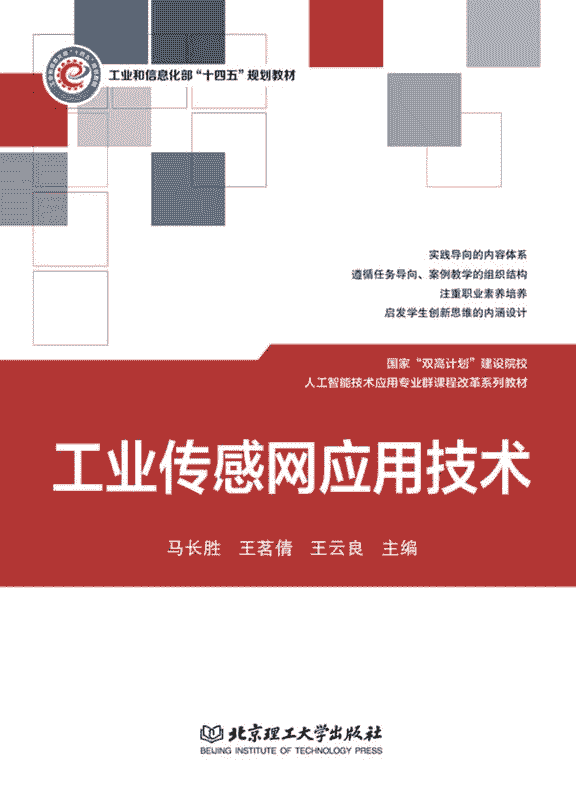 工业和信息化部“十四五”规划教材
实践导向的内容体系
遵循任务导向、案例教学的组织结构
注重职业素养培养
启发学生创新思维的内涵设计
国家“双高计划”建设院校
人工智能技术应用专业群课程改革系列教材
工业传感网应用技术
马长胜 王茗倩 王云良 主编
北京理工大学出版社
BEIJING INSTITUTE OF TECHNOLOGY PRESS